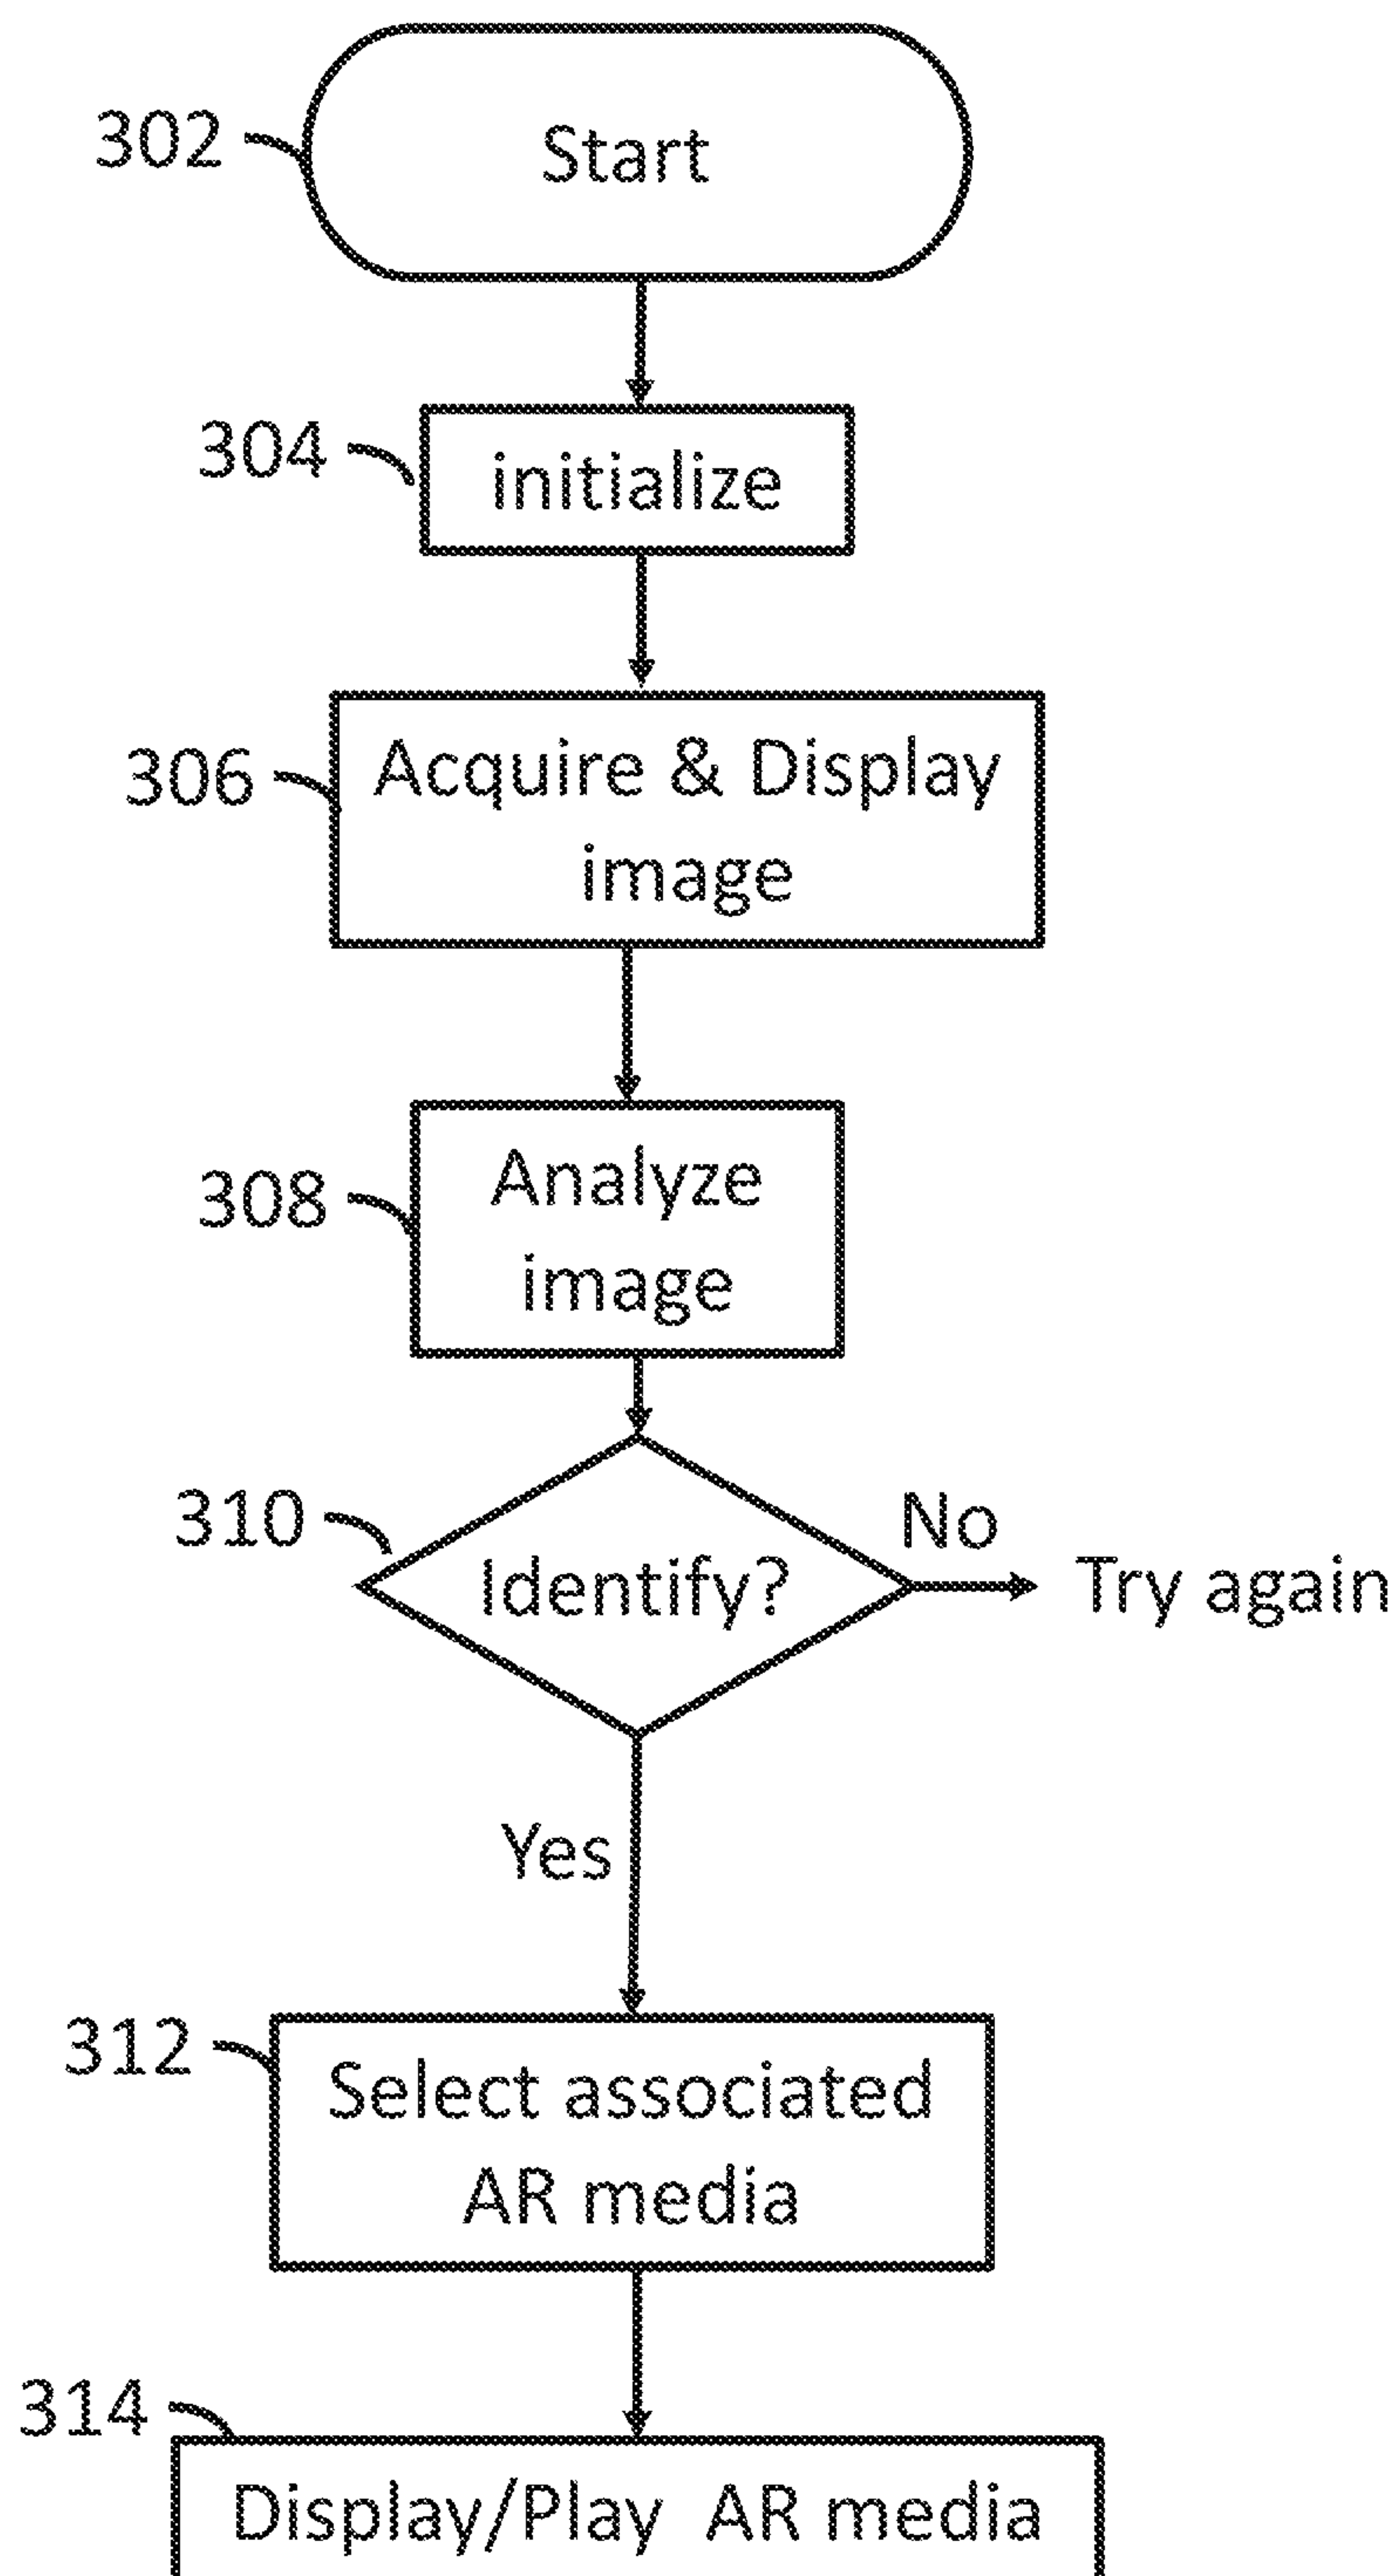 302
Start
304
initialize
306
Acquire & Display
image
308
Analyze
image
310
Identify?
No
Try again
Yes
312
Select associated
AR media
314
Display/Play AR media